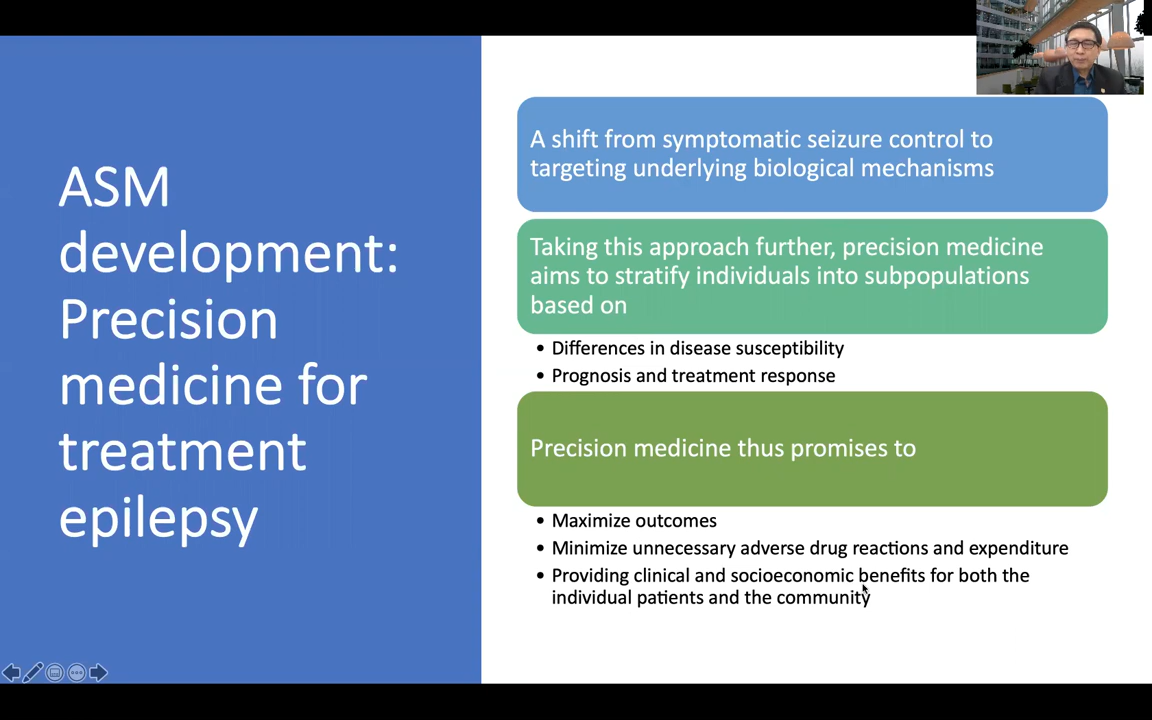 ASM
development:
Precision
medicine for
treatment
epilepsy
A shift from symptomatic seizure control to
targeting underlying biological mechanisms
Taking this approach further, precision medicine
aims to stratify individuals into subpopulations
based on
• Differences in disease susceptibility
• Prognosis and treatment response
Precision medicine thus promises to
• Maximize outcomes
• Minimize unnecessary adverse drug reactions and expenditure
• Providing clinical and socioeconomic benefits for both the
individual patients and the community